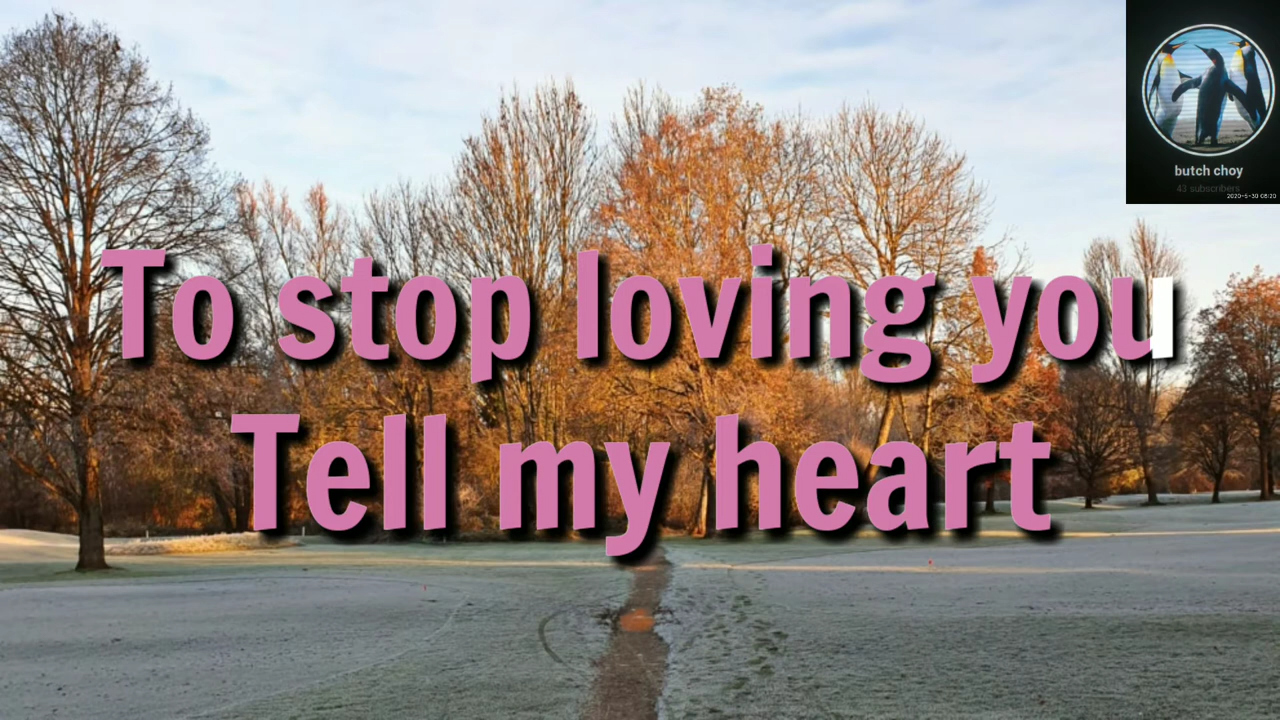 butch choy
43 subscribers
2020-5-30 08:20
To stop loving you
Tell my heart